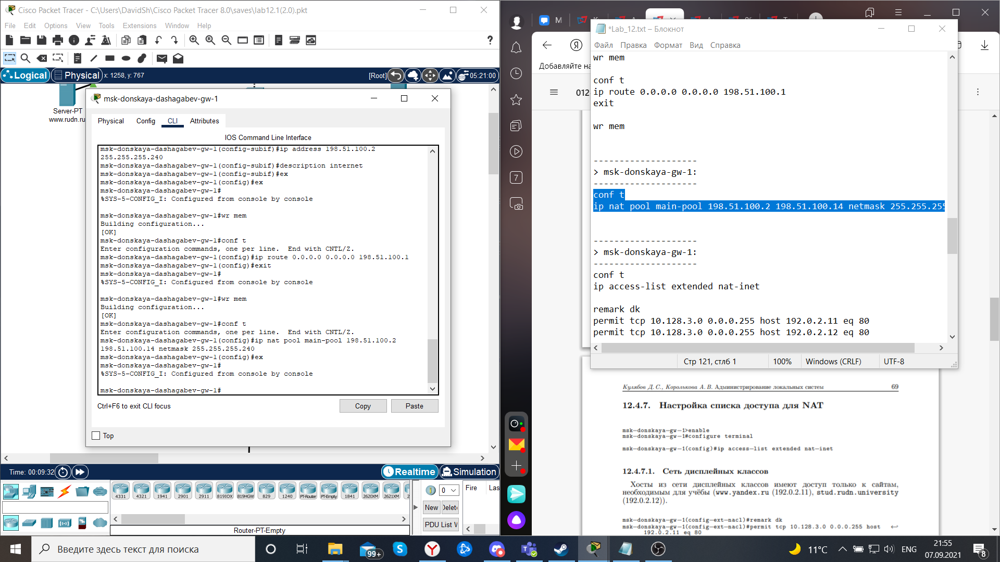 Cisco Packet Tracer - C:\Users\DavidSh\Cisco Packet Tracer 8.0\saves\lab12.1(2.0).pkt
File Edit Options View Tools Extensions Window Help
?
Logical Physical x: 1258, y: 767 [Root] 05:21:00
Server-PT
www.rudn.ru
msk-donskaya-dashagabev-gw-1
Physical Config CLI Attributes
IOS Command Line Interface
msk-donskaya-dashagabev-gw-1(config-subif)#ip address 198.51.100.2
255.255.255.240
msk-donskaya-dashagabev-gw-1(config-subif)#description internet
msk-donskaya-dashagabev-gw-1(config-subif)#ex
msk-donskaya-dashagabev-gw-1(config)#ex
msk-donskaya-dashagabev-gw-1#
%SYS-5-CONFIG_I: Configured from console by console
msk-donskaya-dashagabev-gw-1#wr mem
Building configuration...
[OK]
msk-donskaya-dashagabev-gw-1#conf t
Enter configuration commands, one per line.  End with CNTL/Z.
msk-donskaya-dashagabev-gw-1(config)#ip route 0.0.0.0 0.0.0.0 198.51.100.1
msk-donskaya-dashagabev-gw-1(config)#exit
msk-donskaya-dashagabev-gw-1#
%SYS-5-CONFIG_I: Configured from console by console
msk-donskaya-dashagabev-gw-1#wr mem
Building configuration...
[OK]
msk-donskaya-dashagabev-gw-1#conf t
Enter configuration commands, one per line.  End with CNTL/Z.
msk-donskaya-dashagabev-gw-1(config)#ip nat pool main-pool 198.51.100.2
198.51.100.14 netmask 255.255.255.240
msk-donskaya-dashagabev-gw-1(config)#ex
msk-donskaya-dashagabev-gw-1#
%SYS-5-CONFIG_I: Configured from console by console
msk-donskaya-dashagabev-gw-1#
Ctrl+F6 to exit CLI focus
Copy Paste
Top
Time: 00:09:32 Realtime Simulation
4331 4321 1941 2901 2911 819IOX 819HGW 829 1240 PT-Router PT-Empty 1841 2620XM 2621XM
0
Fire Las
New Delete
PDU List W
Router-PT-Empty
M
7
Добавляйте на
012
*Lab_12.txt – Блокнот
Файл Правка Формат Вид Справка
wr mem
conf t
ip route 0.0.0.0 0.0.0.0 198.51.100.1
exit
wr mem
--------------------
> msk-donskaya-gw-1:
--------------------
conf t
ip nat pool main-pool 198.51.100.2 198.51.100.14 netmask 255.255.255
--------------------
> msk-donskaya-gw-1:
--------------------
conf t
ip access-list extended nat-inet
remark dk
permit tcp 10.128.3.0 0.0.0.255 host 192.0.2.11 eq 80
permit tcp 10.128.3.0 0.0.0.255 host 192.0.2.12 eq 80
Стр 121, стлб 1 100% Windows (CRLF) UTF-8
Кулябов Д. С., Королькова А. В. Администрирование локальных систем 69
12.4.7. Настройка списка доступа для NAT
msk-donskaya-gw-1>enable
msk-donskaya-gw-1#configure terminal
msk-donskaya-gw-1(config)#ip access-list extended nat-inet
12.4.7.1. Сеть дисплейных классов
Хосты из сети дисплейных классов имеют доступ только к сайтам,
необходимым для учёбы (www.yandex.ru (192.0.2.11), stud.rudn.university
(192.0.2.12)).
msk-donskaya-gw-1(config-ext-nacl)#remark dk
msk-donskaya-gw-1(config-ext-nacl)#permit tcp 10.128.3.0 0.0.0.255 host ↩
192.0.2.11 eq 80
Введите здесь текст для поиска
99+
11°C
ENG
21:55
07.09.2021
8